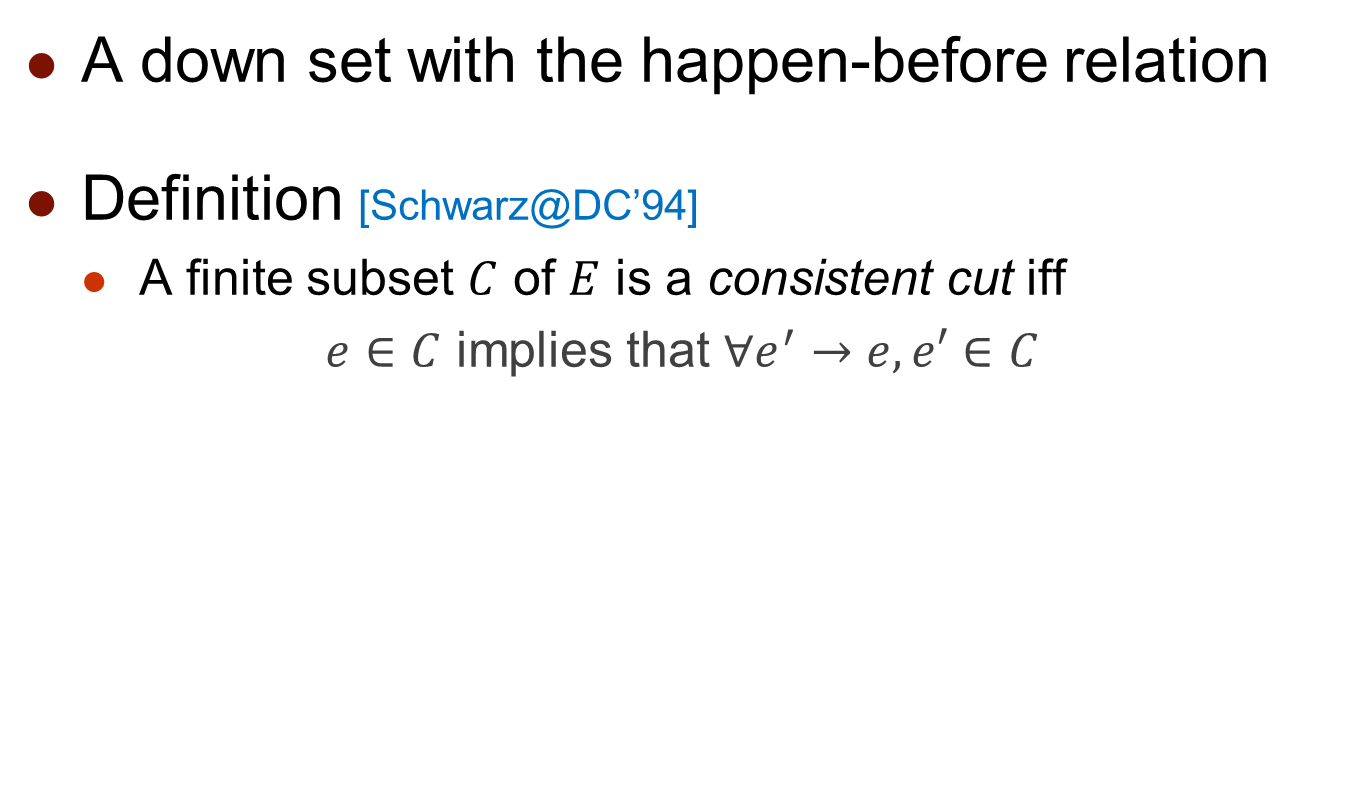 A down set with the happen-before relation
Definition [Schwarz@DC’94]
A finite subset 𝐶 of 𝐸 is a consistent cut iff
𝑒 ∈ 𝐶 implies that ∀𝑒′ → 𝑒, 𝑒′ ∈ 𝐶